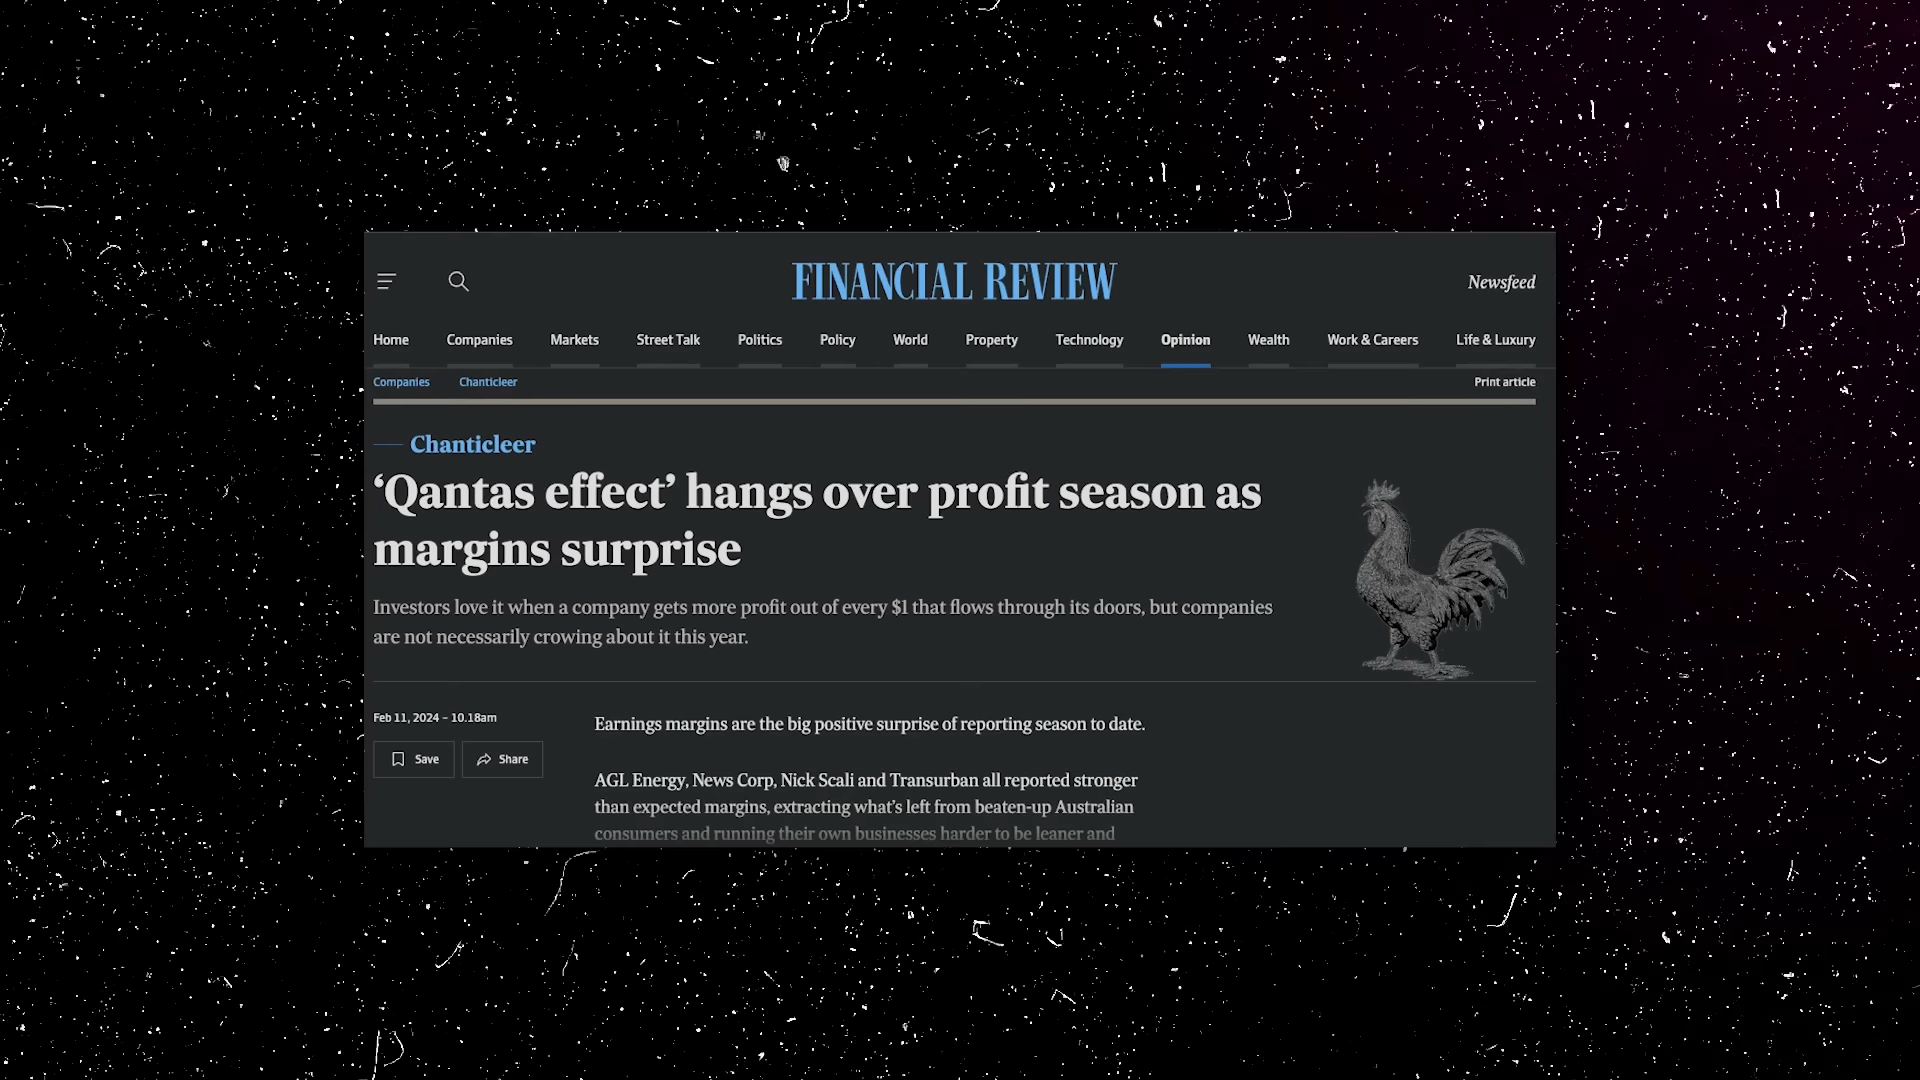 FINANCIAL REVIEW
Newsfeed
Home Companies Markets Street Talk Politics Policy World Property Technology Opinion Wealth Work & Careers Life & Luxury
Companies Chanticleer
Print article
Chanticleer
‘Qantas effect’ hangs over profit season as
margins surprise
Investors love it when a company gets more profit out of every $1 that flows through its doors, but companies
are not necessarily crowing about it this year.
Feb 11, 2024 – 10.18am
Save Share
Earnings margins are the big positive surprise of reporting season to date.
AGL Energy, News Corp, Nick Scali and Transurban all reported stronger
than expected margins, extracting what’s left from beaten-up Australian
consumers and running their own businesses harder to be leaner and